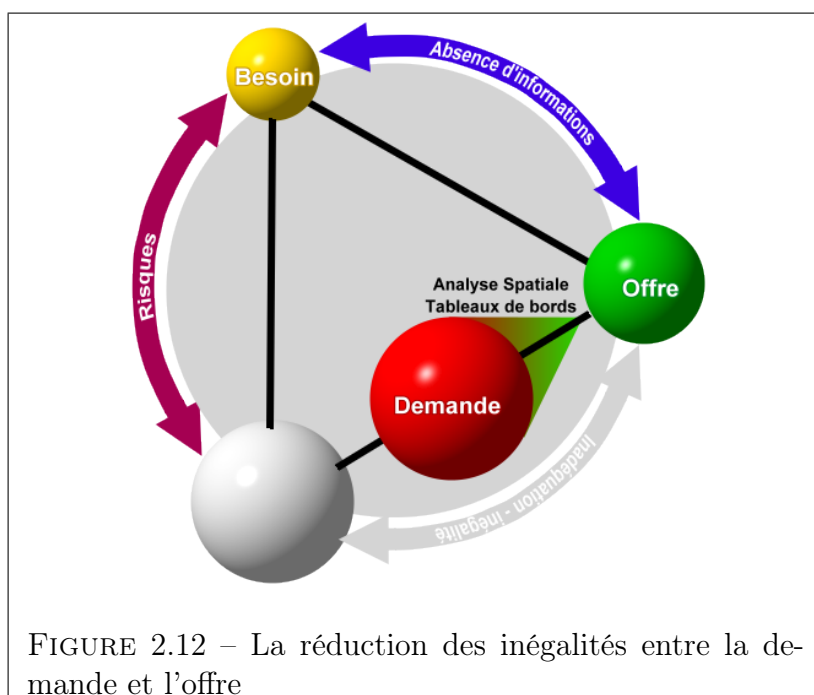 Besoin
Absence d'informations
Risques
Analyse Spatiale
Tableaux de bords
Offre
Demande
Inadéquation - inégalité
FIGURE 2.12 – La réduction des inégalités entre la de-
mande et l'offre